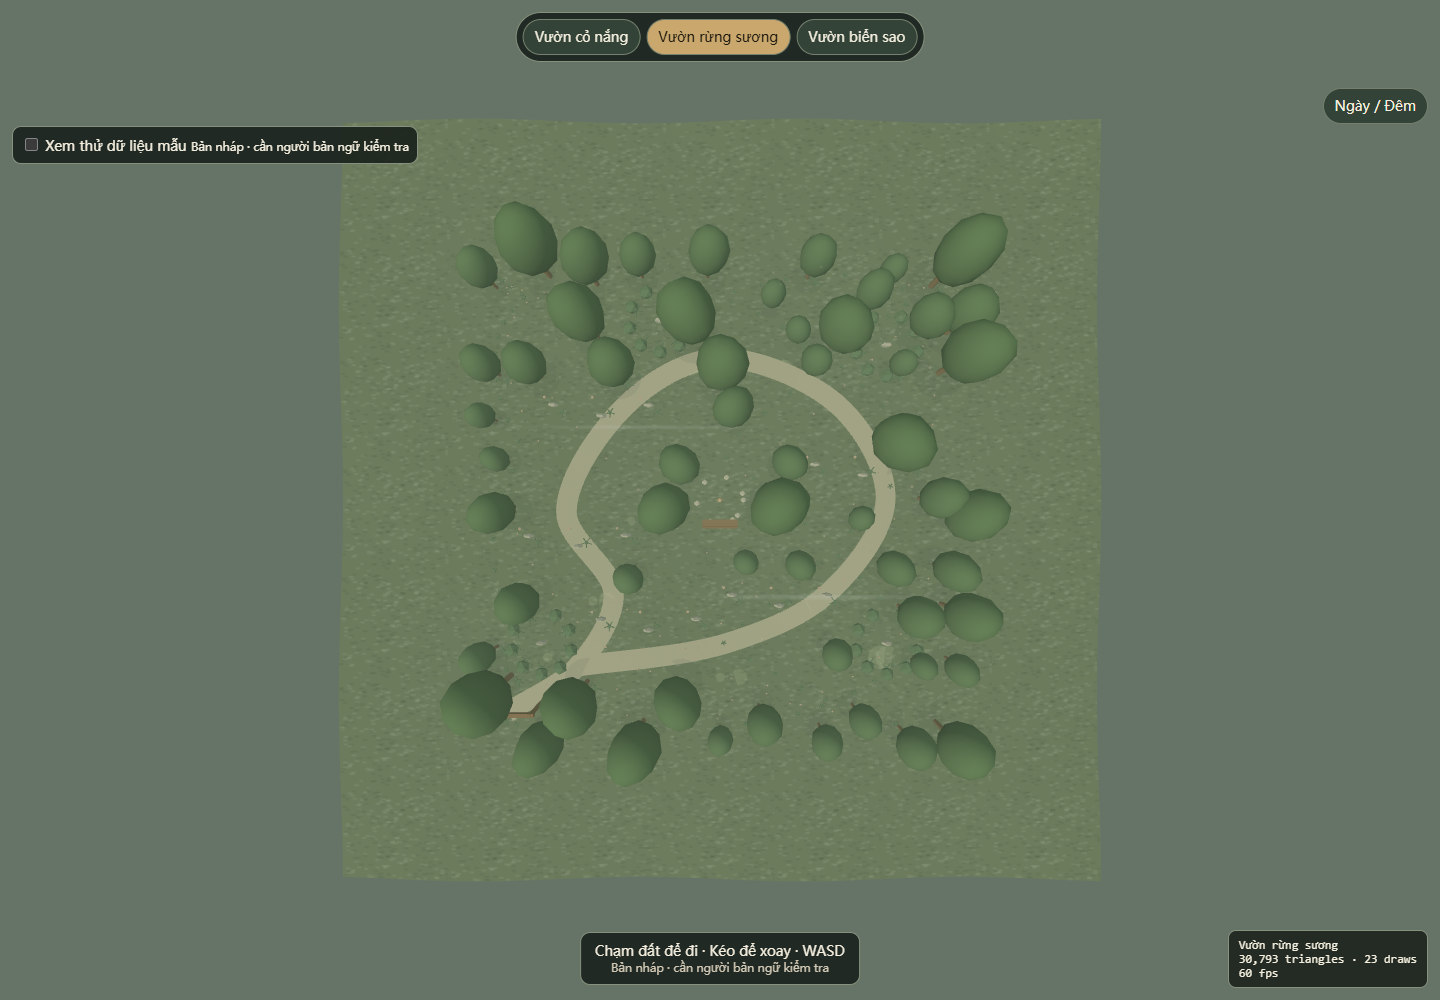 Vườn cỏ nắng
Vườn rừng sương
Vườn biển sao
Ngày / Đêm
Xem thử dữ liệu mẫu Bản nháp · cần người bản ngữ kiểm tra
Chạm đất để đi · Kéo để xoay · WASD
Bản nháp · cần người bản ngữ kiểm tra
Vườn rừng sương
30,793 triangles · 23 draws
60 fps